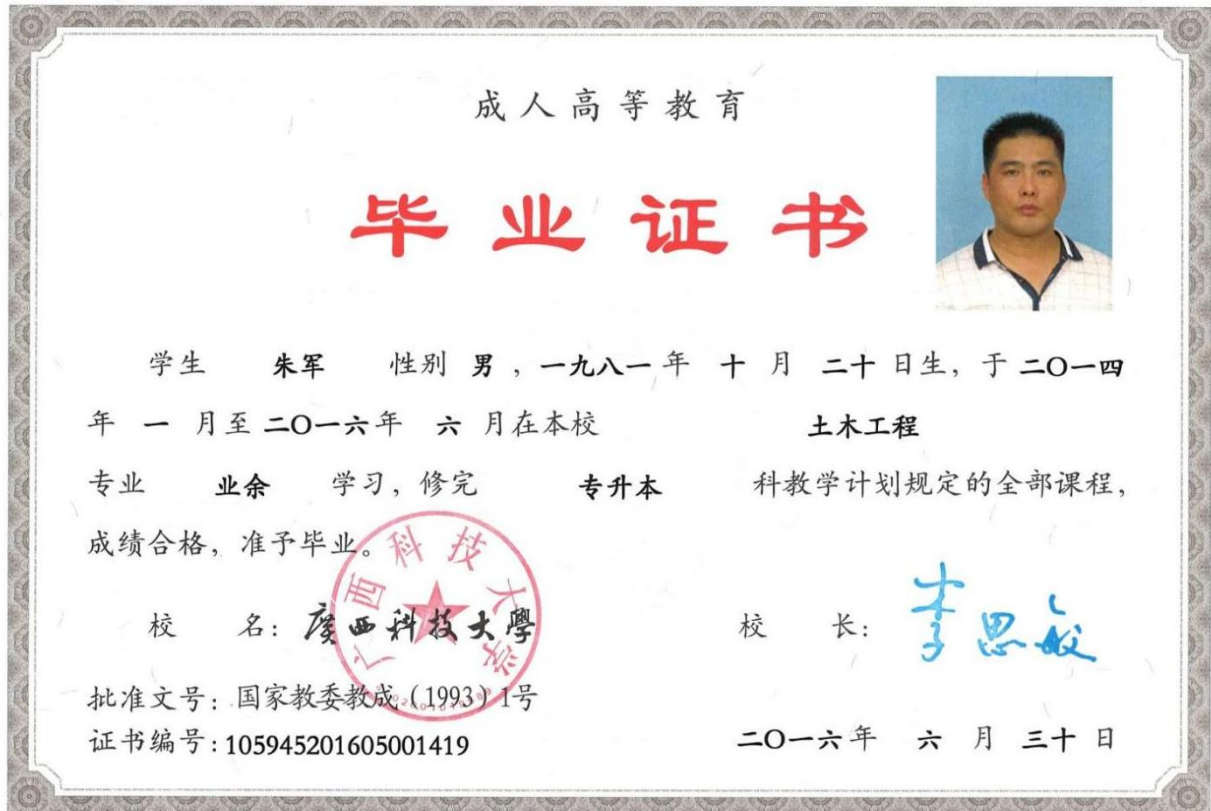 成人高等教育
毕业证书
学生 朱军 性别 男，一九八一年 十 月 二十 日生，于二〇一四
年 一 月至二〇一六年 六 月在本校 土木工程
专业 业余 学习，修完 专升本 科教学计划规定的全部课程，
成绩合格，准予毕业。
广西科技大学
校 名：廣西科技大學 校 长：李思敏
批准文号：国家教委教成（1993）1号
证书编号：105945201605001419 二〇一六年 六 月 三十 日